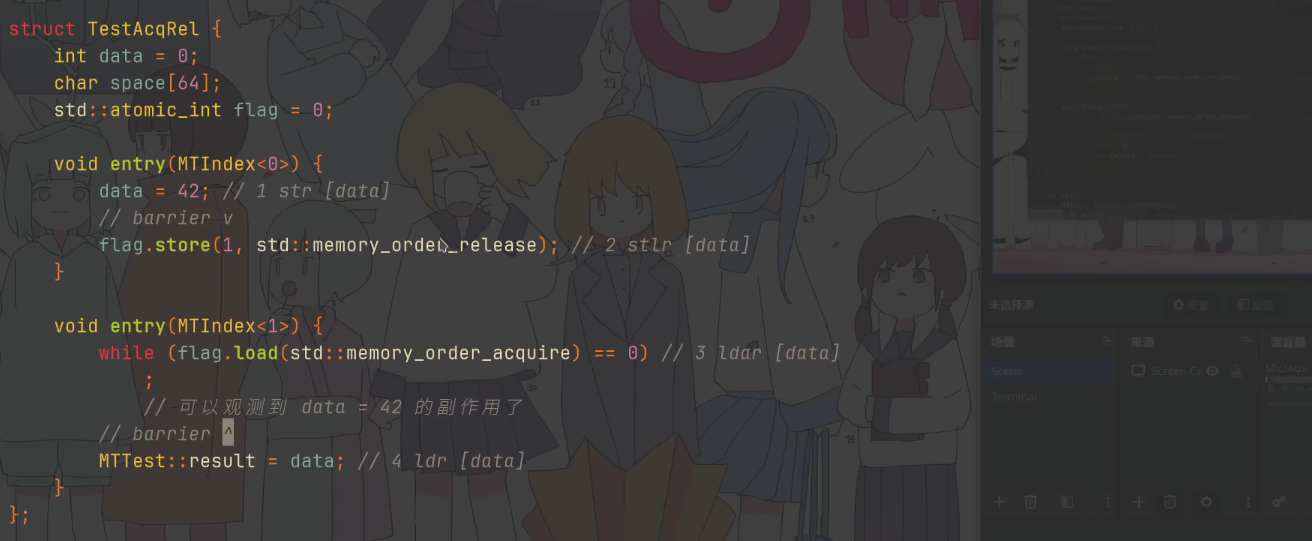 struct TestAcqRel {
    int data = 0;
    char space[64];
    std::atomic_int flag = 0;

    void entry(MTIndex<0>) {
        data = 42; // 1 str [data]
        // barrier v
        flag.store(1, std::memory_order_release); // 2 stlr [data]
    }

    void entry(MTIndex<1>) {
        while (flag.load(std::memory_order_acquire) == 0) // 3 ldar [data]
            ;
            // 可以观测到 data = 42 的副作用了
        // barrier ^
        MTTest::result = data; // 4 ldr [data]
    }
};
未选择源
设置
滤镜
场景
来源
混音器
Scene
Screen Ca
Mic/Aux
Terminal
12
11
13